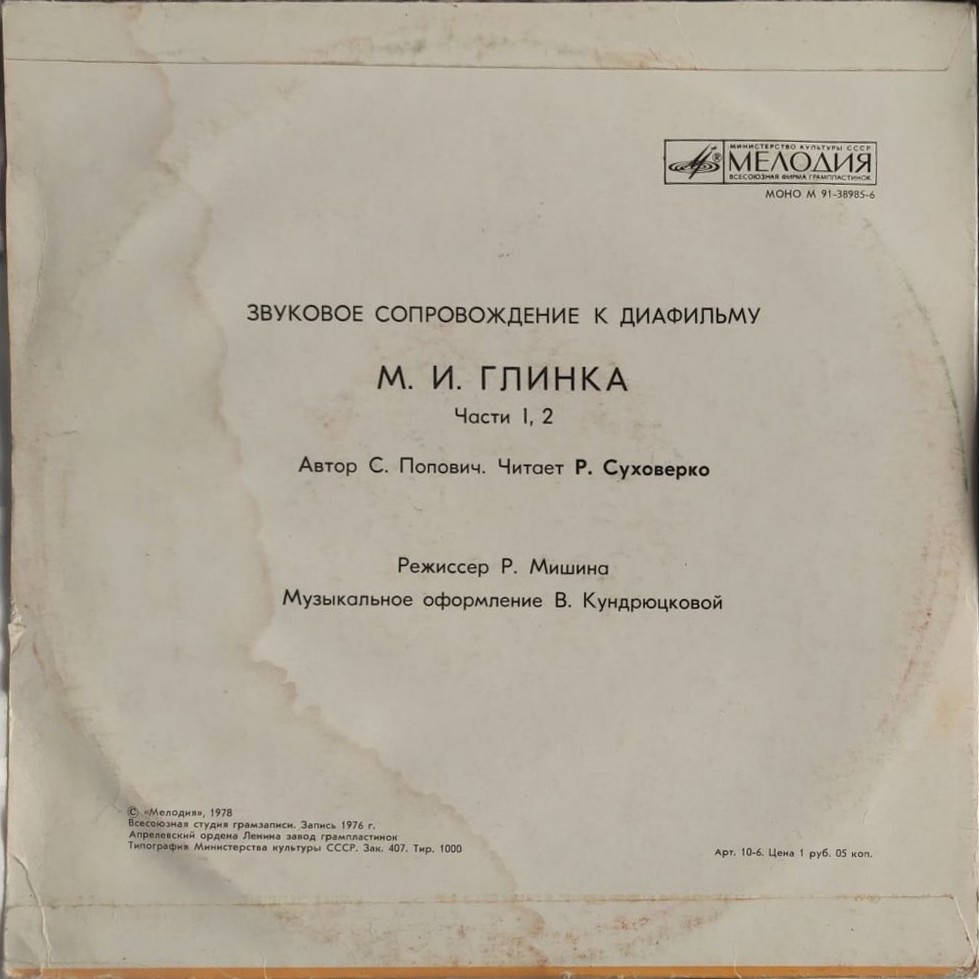 МИНИСТЕРСТВО КУЛЬТУРЫ СССР
МЕЛОДИЯ
ВСЕСОЮЗНАЯ ФИРМА ГРАМПЛАСТИНОК
МОНО М 91-38985-6
ЗВУКОВОЕ СОПРОВОЖДЕНИЕ К ДИАФИЛЬМУ
М. И. ГЛИНКА
Части 1, 2
Автор С. Попович. Читает Р. Суховерко
Режиссер Р. Мишина
Музыкальное оформление В. Кундрюцковой
© «Мелодия», 1978
Всесоюзная студия грамзаписи. Запись 1976 г.
Апрелевский ордена Ленина завод грампластинок
Типография Министерства культуры СССР. Зак. 407. Тир. 1000
Арт. 10-6. Цена 1 руб. 05 коп.